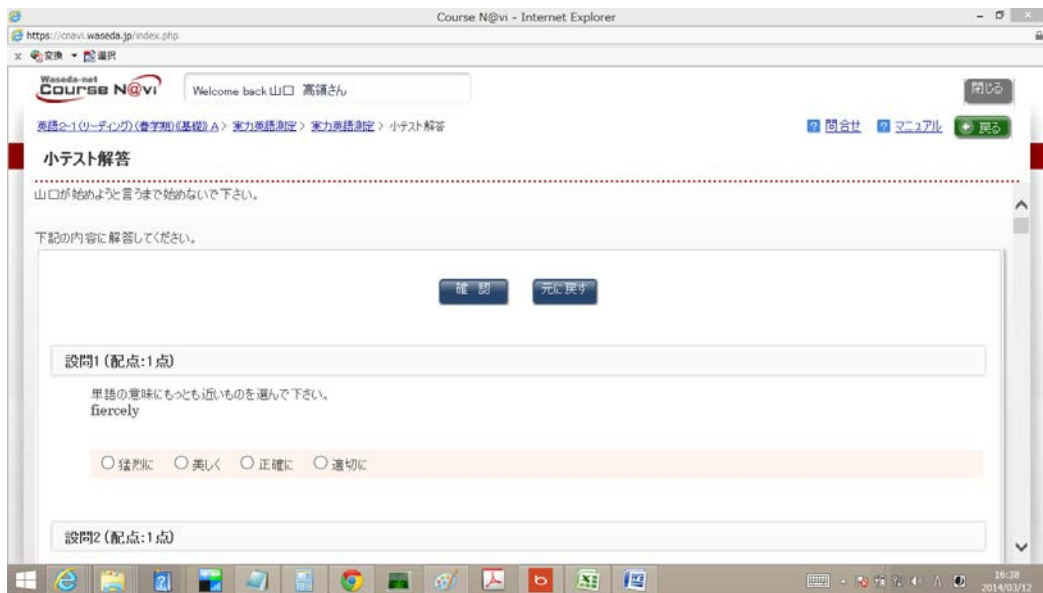 Course N@vi - Internet Explorer
https://cnavi.waseda.jp/index.php
x 変換 ▼ 選択
Waseda-net
Course N@vi
Welcome back 山口 高領さん
閉じる
英語2-1(リーディング)(春学期)(基礎) A > 実力英語測定 > 実力英語測定 > 小テスト解答
? 問合せ ? マニュアル 戻る
小テスト解答
山口が始めようと言うまで始めないで下さい。
下記の内容に解答してください。
確 認 元に戻す
設問1 (配点:1点)
単語の意味にもっとも近いものを選んで下さい。
fiercely
猛烈に 美しく 正確に 適切に
設問2 (配点:1点)
16:38
2014/03/12